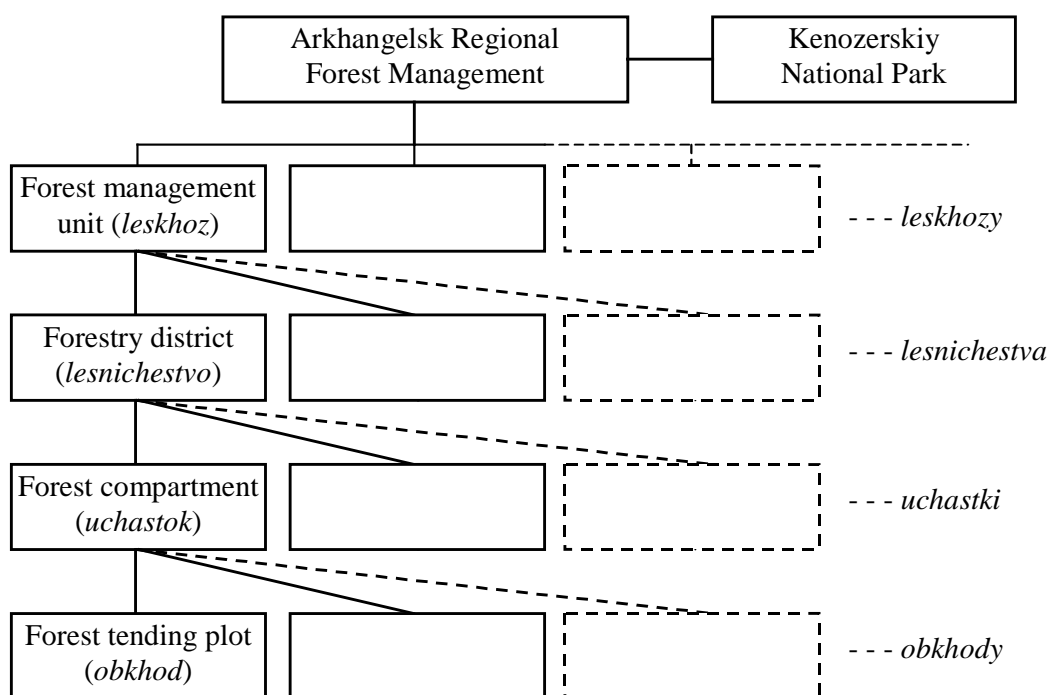 Arkhangelsk Regional
Forest Management
Kenozerskiy
National Park
Forest management
unit (leskhoz)
- - - leskhozy
Forestry district
(lesnichestvo)
- - - lesnichestva
Forest compartment
(uchastok)
- - - uchastki
Forest tending plot
(obkhod)
- - - obkhody